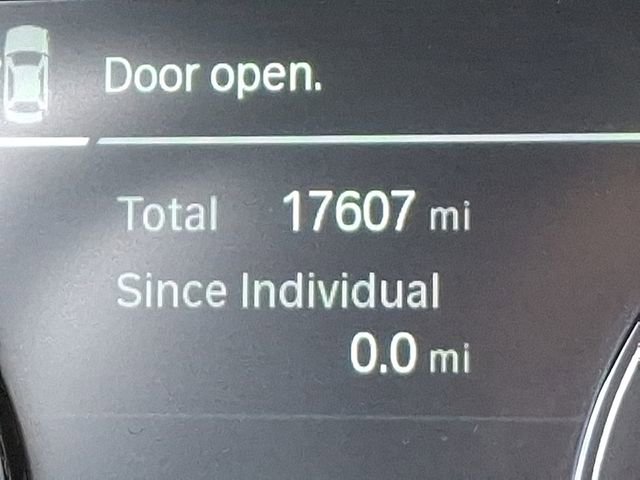 Door open.
Total 17607 mi
Since Individual
0.0 mi